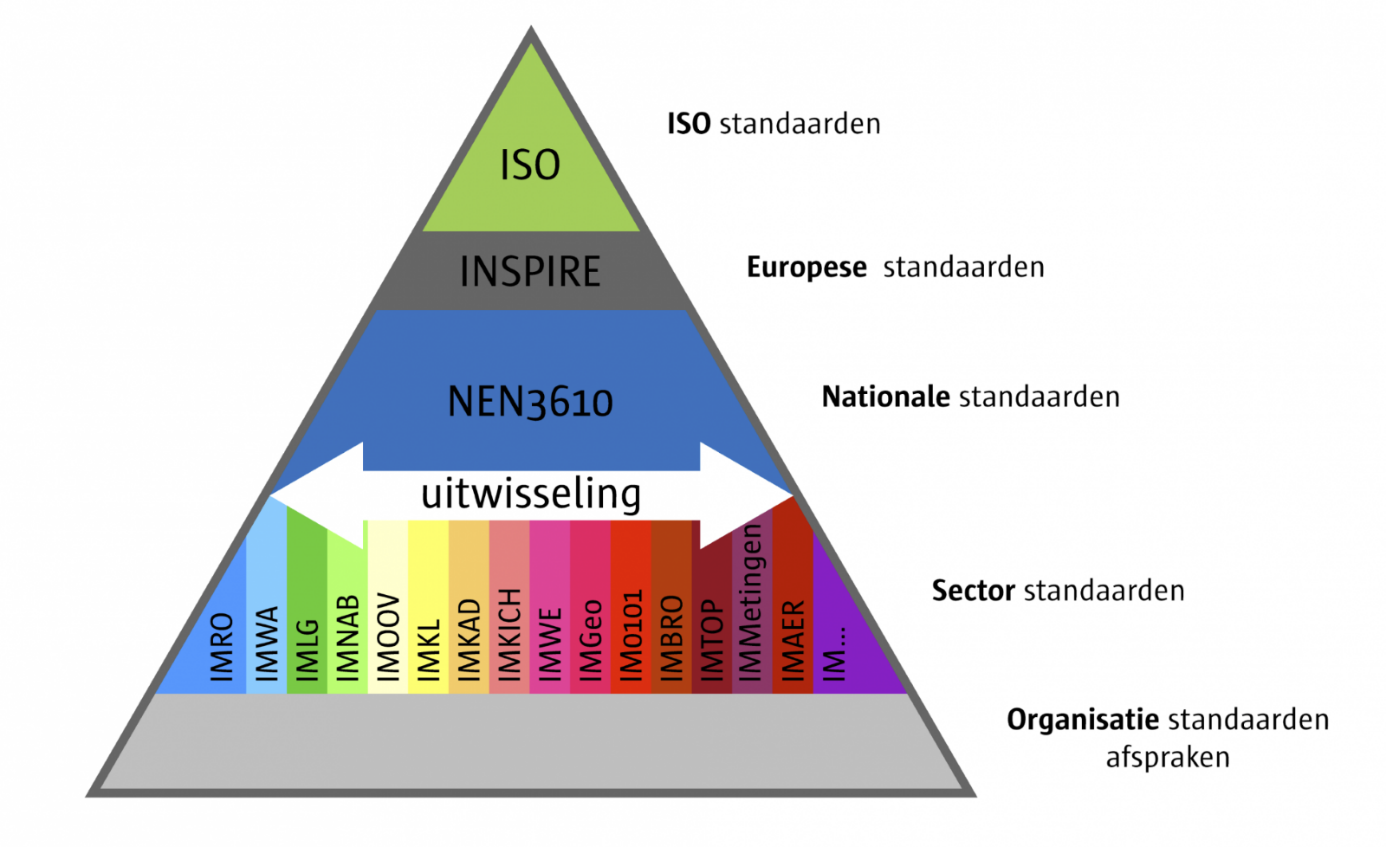 ISO
ISO standaarden
INSPIRE
Europese standaarden
NEN3610
Nationale standaarden
uitwisseling
IMRO
IMWA
IMLG
IMNAB
IMOOV
IMKL
IMKAD
IMKICH
IMWE
IMGeo
IM0101
IMBRO
IMTOP
IMMetingen
IMAER
IM...
Sector standaarden
Organisatie standaarden
afspraken